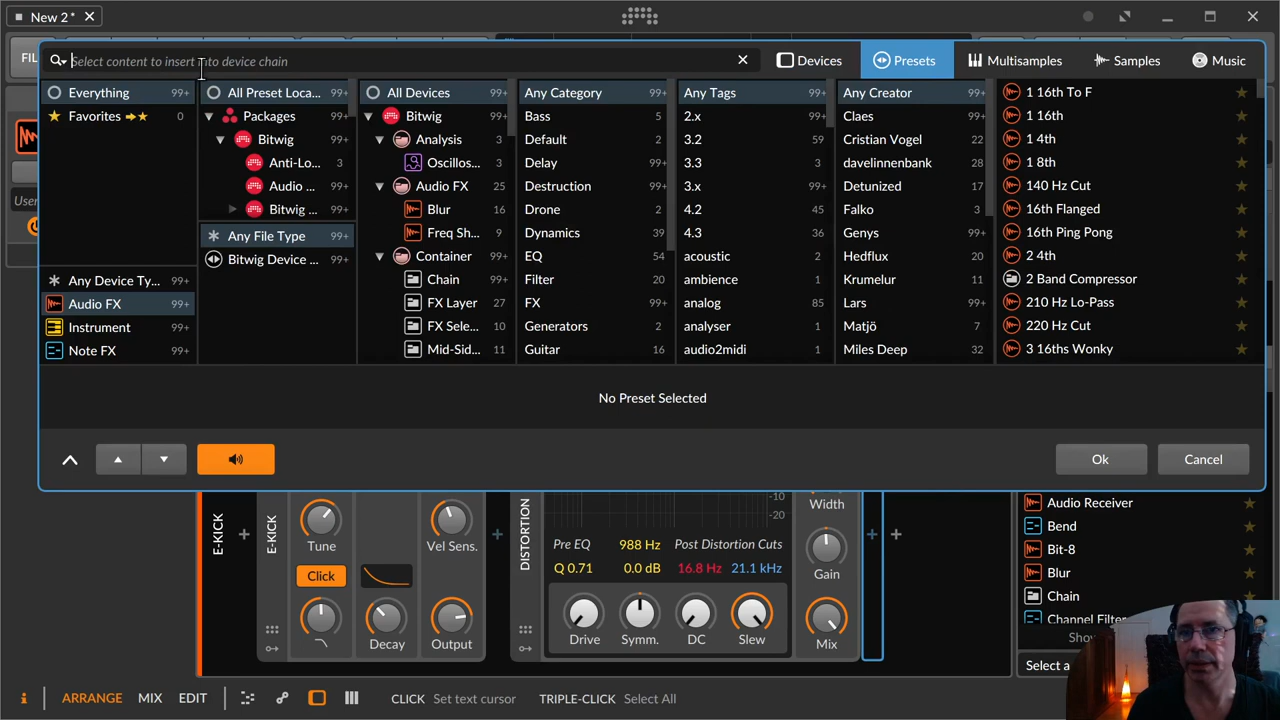 New 2*
FIL
Select content to insert into device chain
Devices
Presets
Multisamples
Samples
Music
Everything 99+
Favorites 0
Any Device Ty... 99+
Audio FX 99+
Instrument 99+
Note FX 99+
All Preset Loca... 99+
Packages 99+
Bitwig 99+
Anti-Lo... 3
Audio ... 99+
Bitwig ... 99+
Any File Type 99+
Bitwig Device ... 99+
All Devices 99+
Bitwig 99+
Analysis 3
Oscillos... 3
Audio FX 25
Blur 16
Freq Sh... 9
Container 99+
Chain 99+
FX Layer 27
FX Sele... 10
Mid-Sid... 11
Any Category 99+
Bass 5
Default 2
Delay 99+
Destruction 99+
Drone 2
Dynamics 39
EQ 54
Filter 20
FX 99+
Generators 2
Guitar 16
Any Tags 99+
2.x 99+
3.2 99+
3.3 3
3.x 99+
4.2 45
4.3 36
acoustic 2
ambience 1
analog 85
analyser 1
audio2midi 1
Any Creator 99+
Claes 99+
Cristian Vogel 22
davelinnenbank 28
Detunized 17
Falko 3
Genys 99+
Hedflux 20
Krumelur 11
Lars 99+
Matjö 7
Miles Deep 32
1 16th To F
1 16th
1 4th
1 8th
140 Hz Cut
16th Flanged
16th Ping Pong
2 4th
2 Band Compressor
210 Hz Lo-Pass
220 Hz Cut
3 16ths Wonky
User
No Preset Selected
Ok
Cancel
E-KICK
E-KICK
Tune
Vel Sens.
Click
Decay
Output
DISTORTION
-10
-20
Pre EQ 988 Hz Post Distortion Cuts
Q 0.71 0.0 dB 16.8 Hz 21.1 kHz
Drive
Symm.
DC
Slew
Width
Gain
Mix
Audio Receiver
Bend
Bit-8
Blur
Chain
Channel Filter
Select a
ARRANGE
MIX
EDIT
CLICK Set text cursor
TRIPLE-CLICK Select All